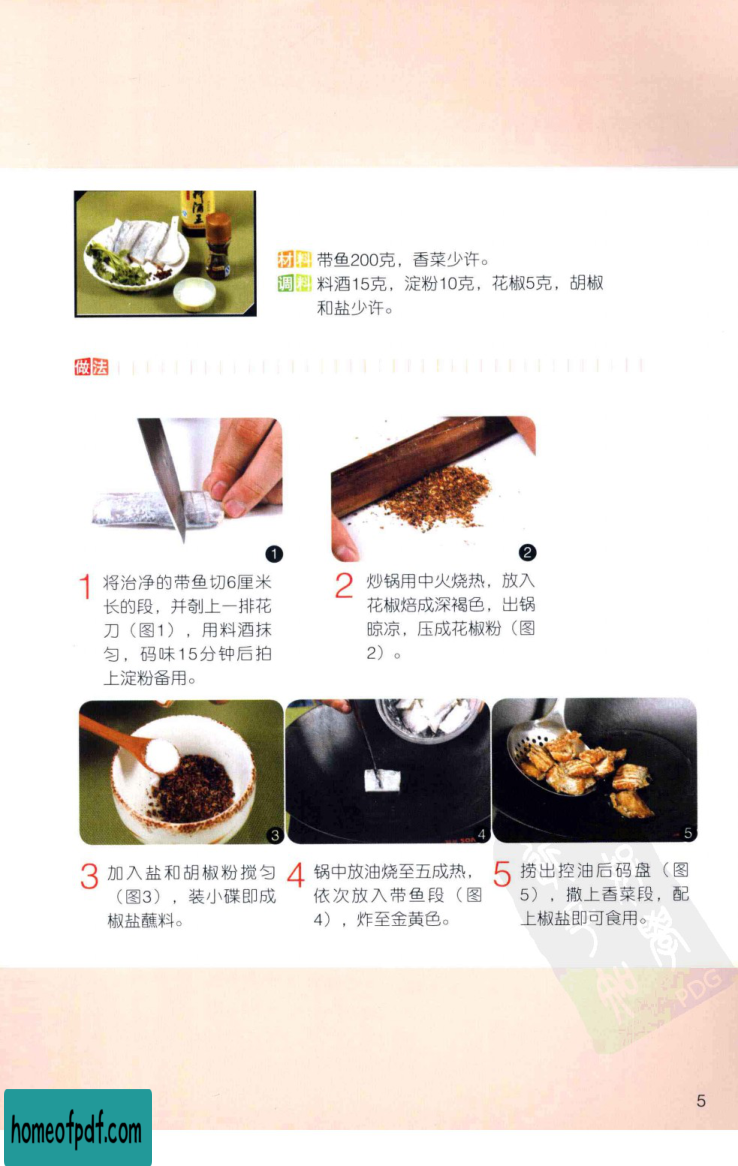 材料 带鱼200克，香菜少许。
调料 料酒15克，淀粉10克，花椒5克，胡椒
和盐少许。
做法
1
2
1 将治净的带鱼切6厘米
长的段，并剞上一排花
刀（图1），用料酒抹
匀，码味15分钟后拍
上淀粉备用。
2 炒锅用中火烧热，放入
花椒焙成深褐色，出锅
晾凉，压成花椒粉（图
2）。
3
4
5
3 加入盐和胡椒粉搅匀
（图3），装小碟即成
椒盐蘸料。
4 锅中放油烧至五成热，
依次放入带鱼段（图
4），炸至金黄色。
5 捞出控油后码盘（图
5），撒上香菜段，配
上椒盐即可食用。
PDG
5
homeofpdf.com